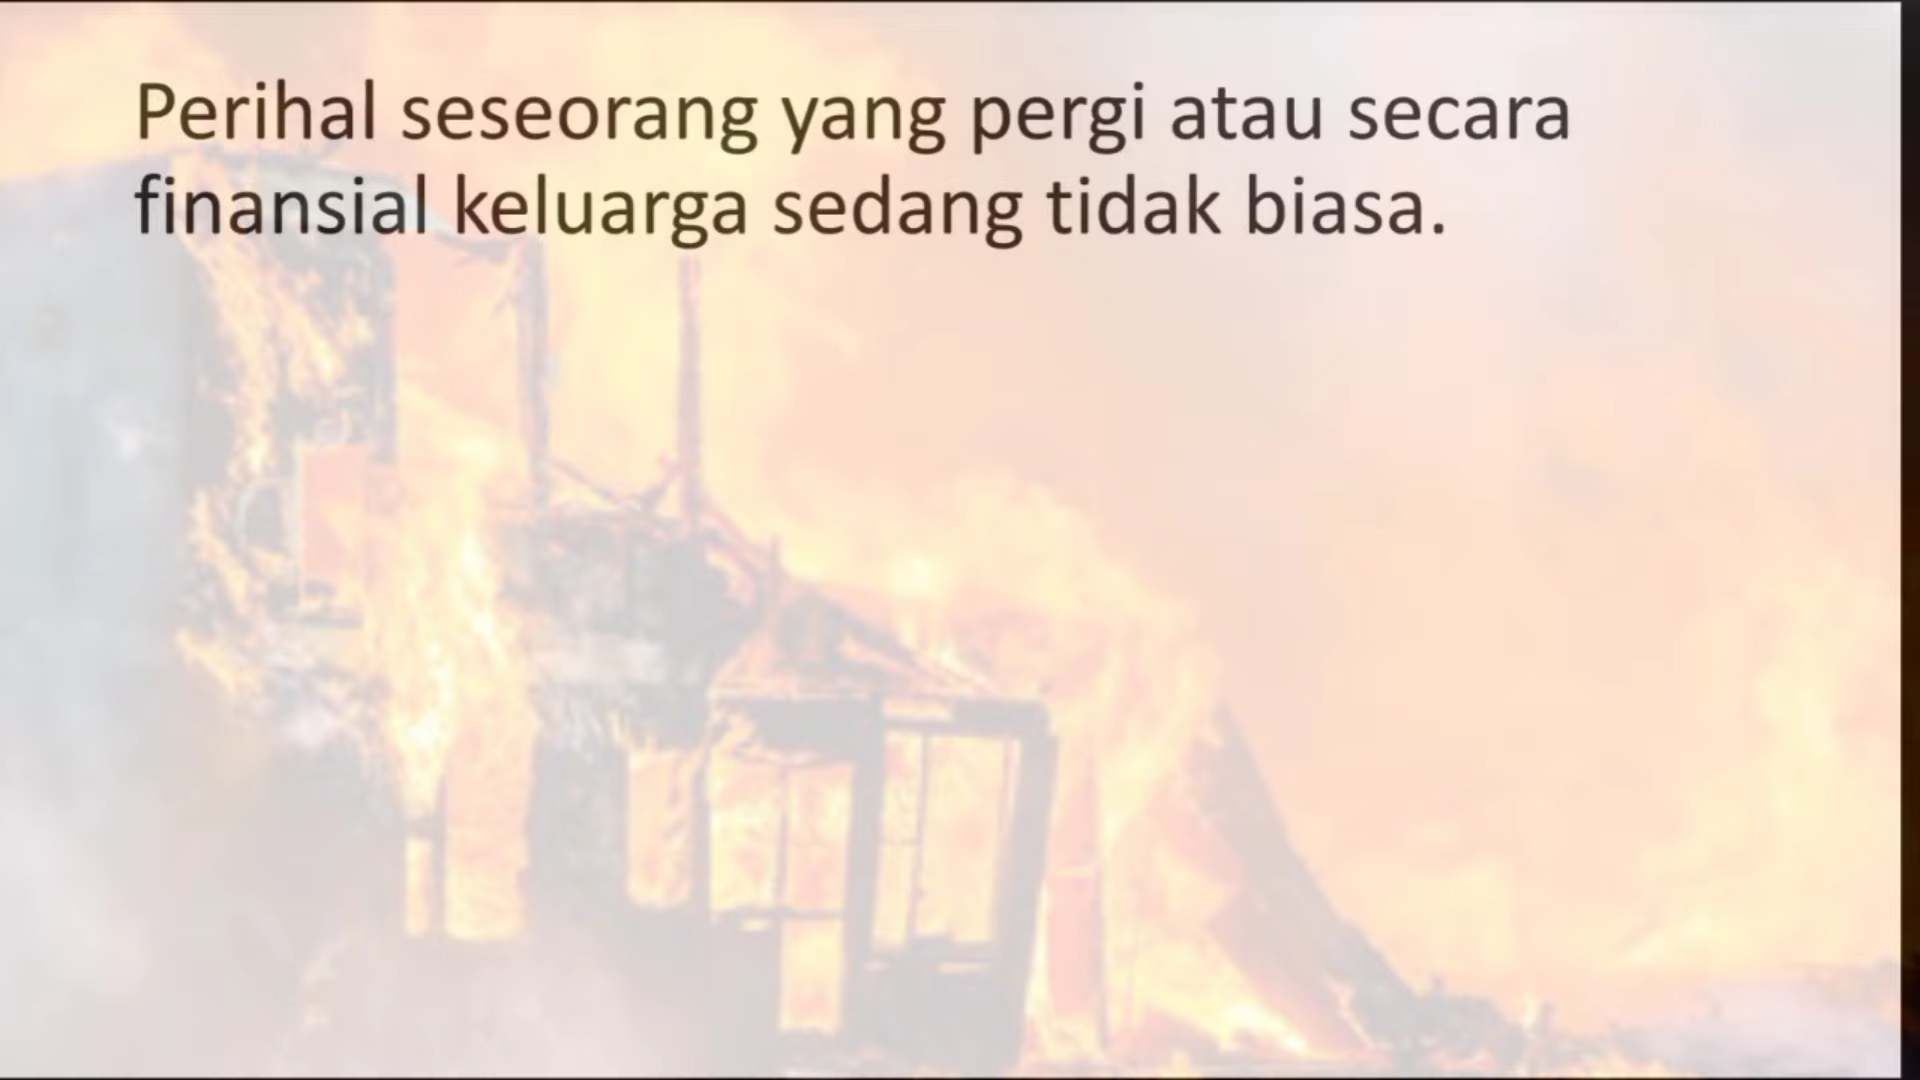 Perihal seseorang yang pergi atau secara
finansial keluarga sedang tidak biasa.